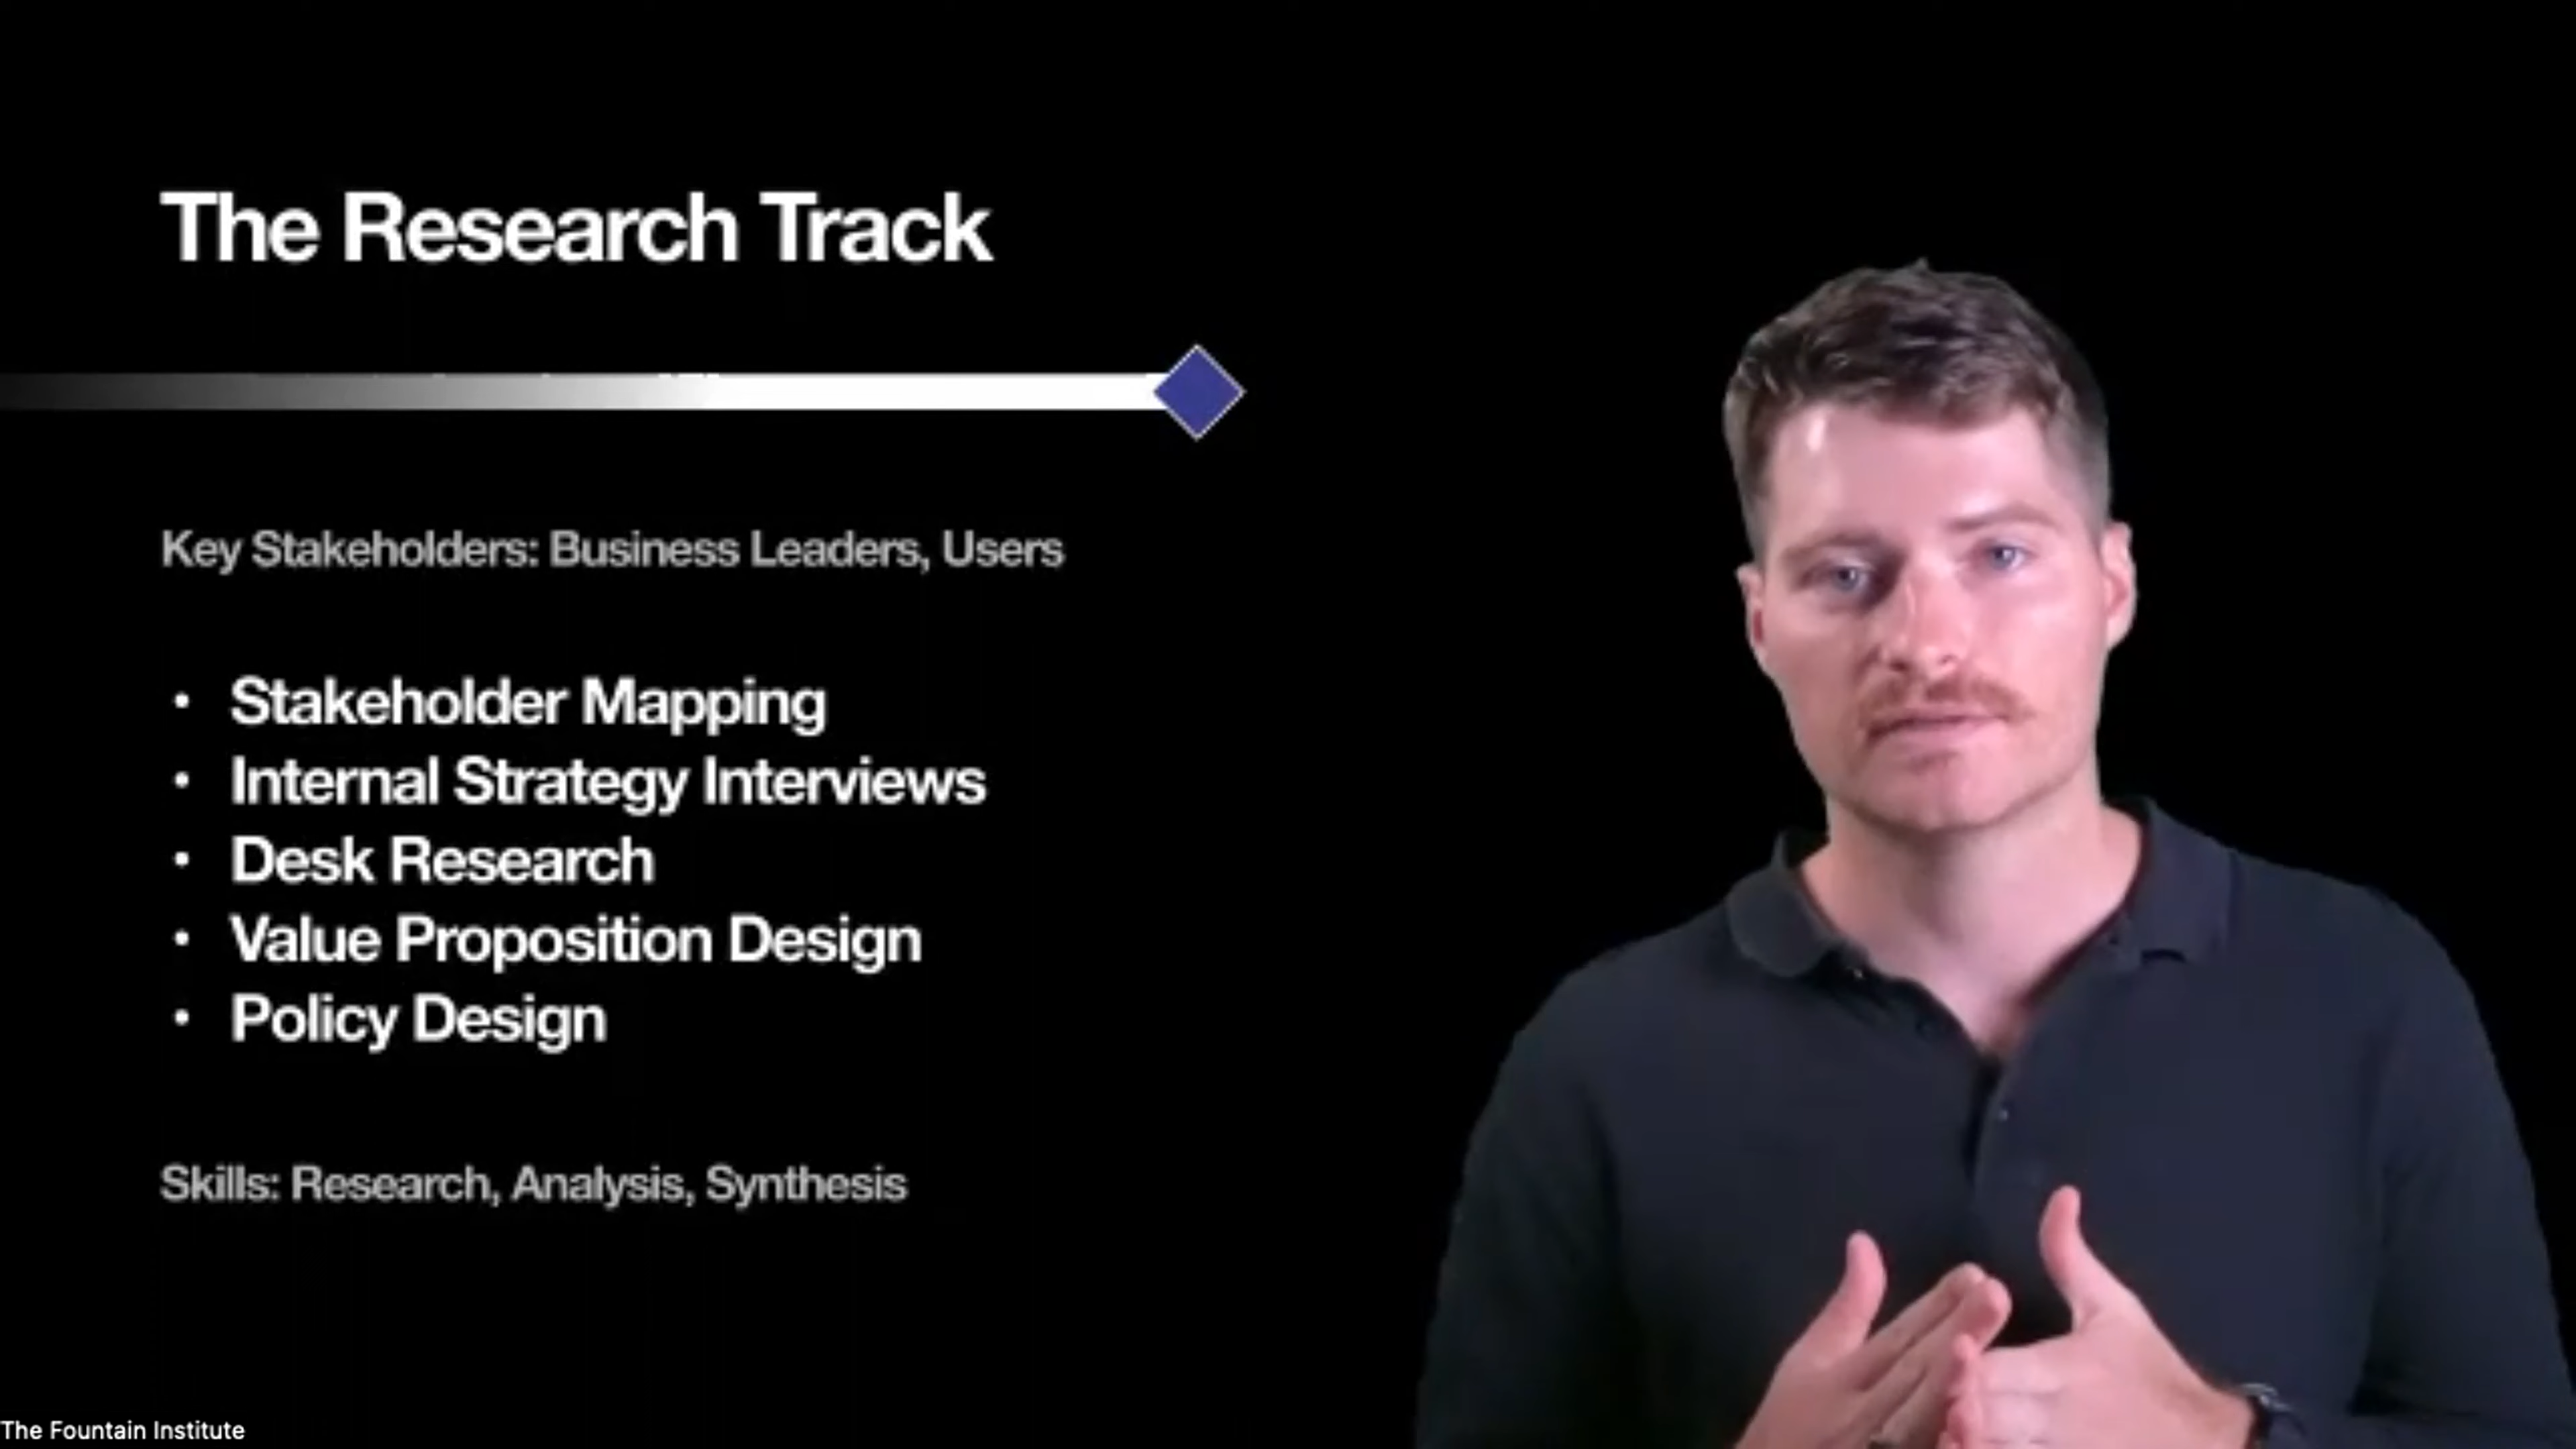 The Research Track
Key Stakeholders: Business Leaders, Users
• Stakeholder Mapping
• Internal Strategy Interviews
• Desk Research
• Value Proposition Design
• Policy Design
Skills: Research, Analysis, Synthesis
The Fountain Institute